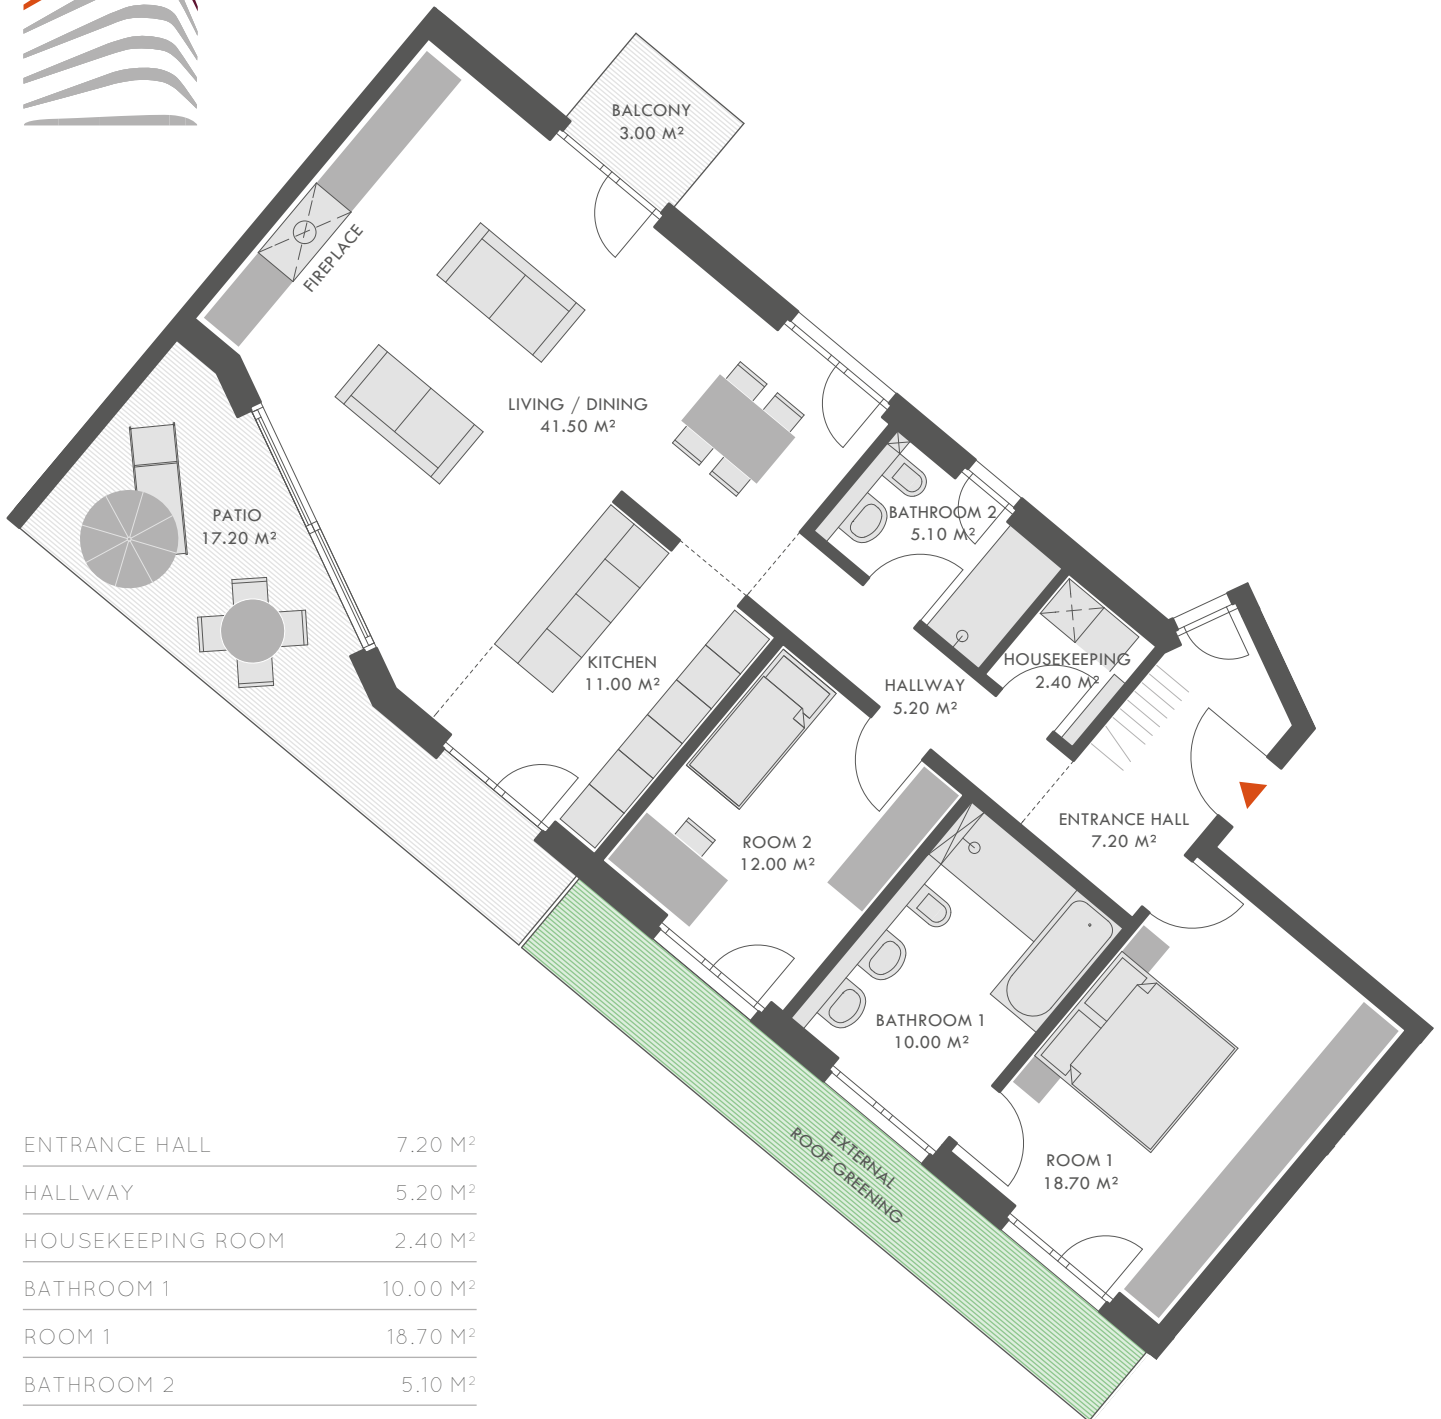 BALCONY
3.00 M²
FIREPLACE
LIVING / DINING
41.50 M²
PATIO
17.20 M²
BATHROOM 2
5.10 M²
KITCHEN
11.00 M²
HOUSEKEEPING
2.40 M²
HALLWAY
5.20 M²
ENTRANCE HALL
7.20 M²
ROOM 2
12.00 M²
BATHROOM 1
10.00 M²
ROOM 1
18.70 M²
EXTERNAL
ROOF GREENING
ENTRANCE HALL 7.20 M²
HALLWAY 5.20 M²
HOUSEKEEPING ROOM 2.40 M²
BATHROOM 1 10.00 M²
ROOM 1 18.70 M²
BATHROOM 2 5.10 M²